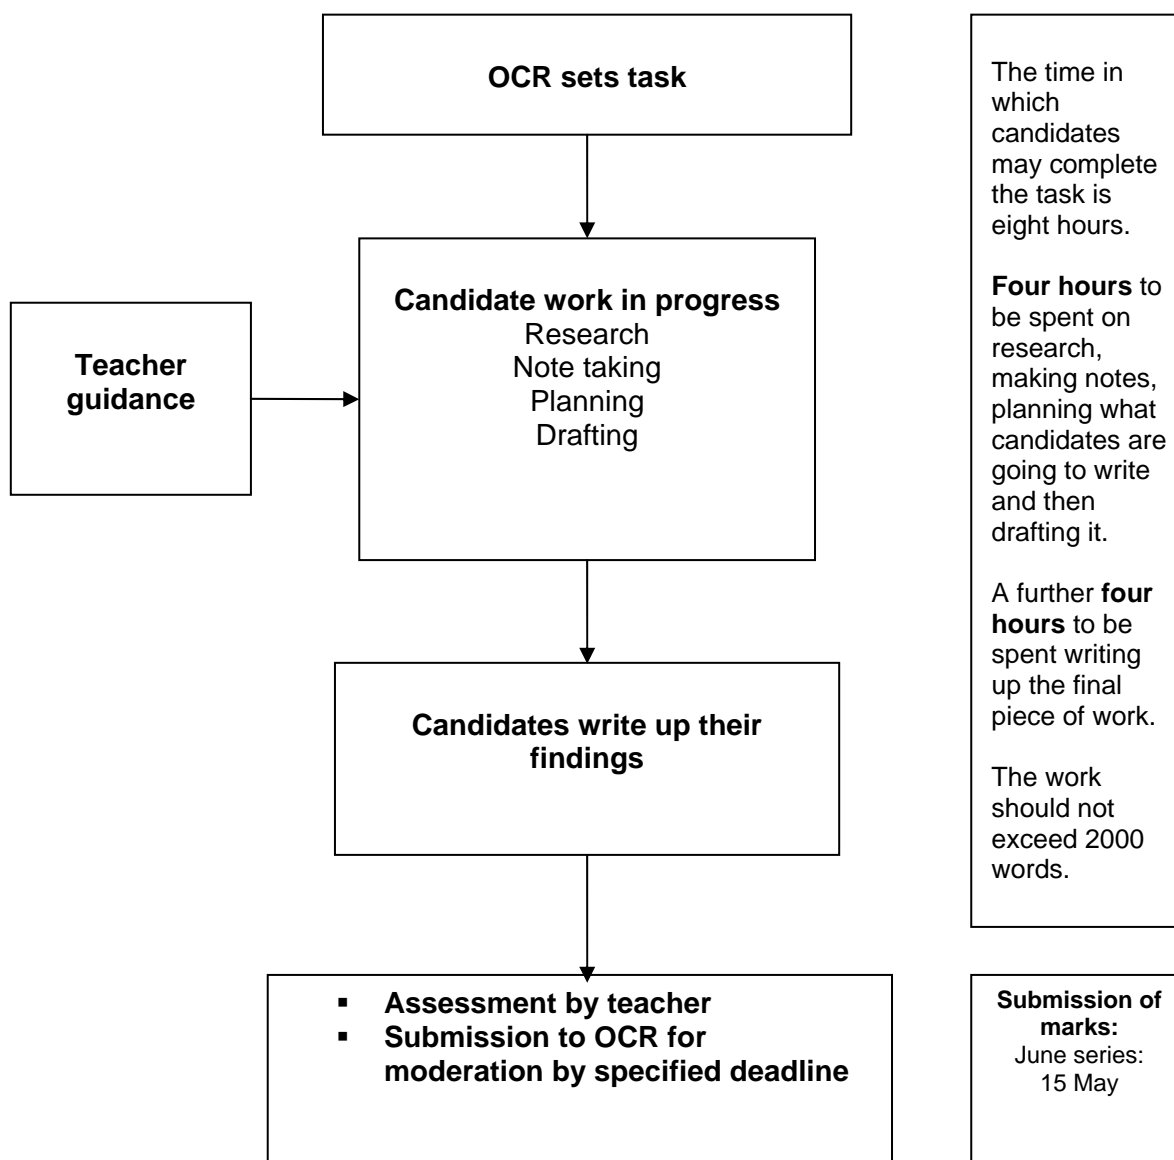 OCR sets task
The time in
which
candidates
may complete
the task is
eight hours.
Four hours to
be spent on
research,
making notes,
planning what
candidates are
going to write
and then
drafting it.
A further four
hours to be
spent writing
up the final
piece of work.
The work
should not
exceed 2000
words.
Teacher
guidance
Candidate work in progress
Research
Note taking
Planning
Drafting
Candidates write up their
findings
▪ Assessment by teacher
▪ Submission to OCR for
moderation by specified deadline
Submission of
marks:
June series:
15 May